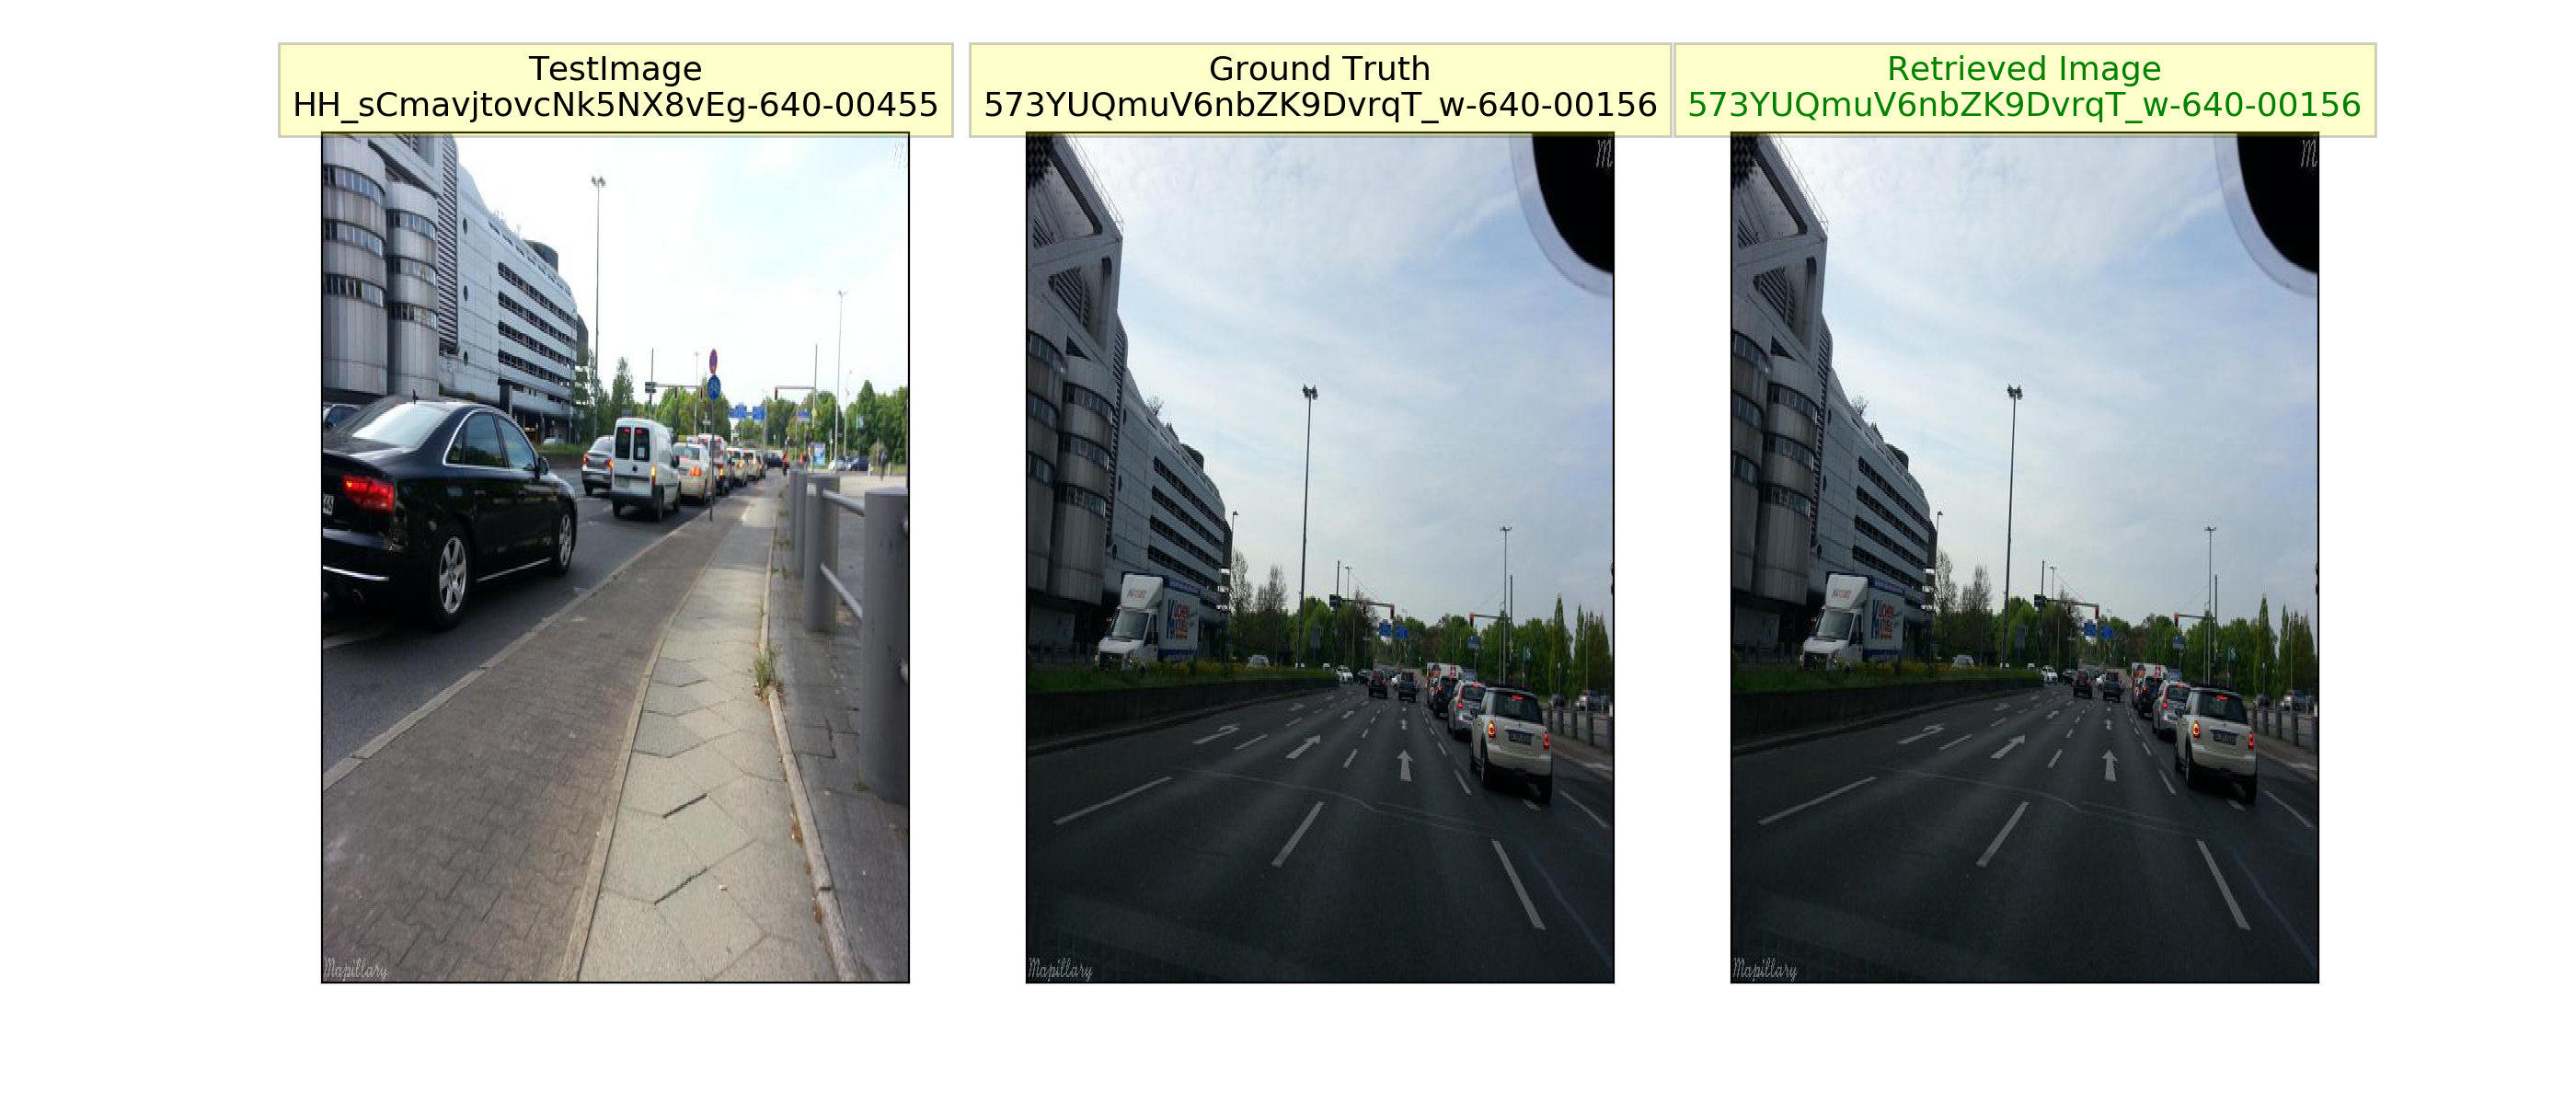 TestImage
HH_sCmavjtovcNk5NX8vEg-640-00455
Ground Truth
573YUQmuV6nbZK9DvrqT_w-640-00156
Retrieved Image
573YUQmuV6nbZK9DvrqT_w-640-00156
M
M
Mapillary
Mapillary
Mapillary